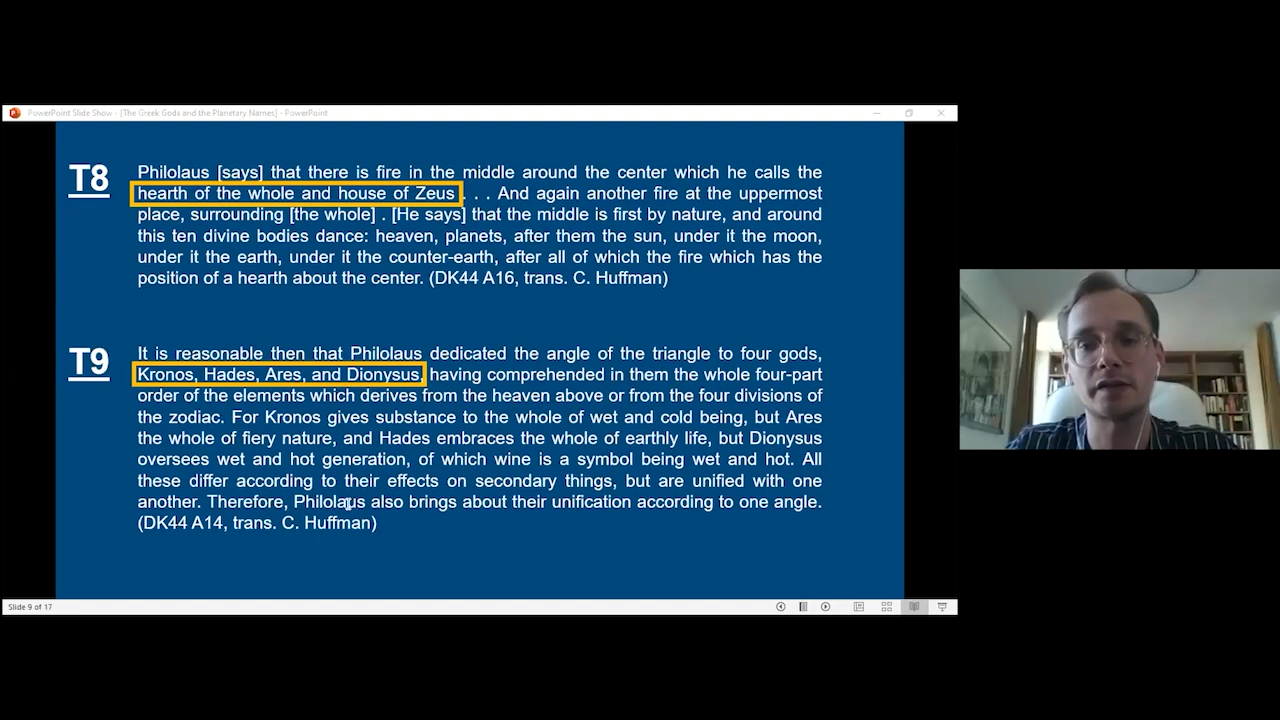 PowerPoint Slide Show - [The Greek Gods and the Planetary Names] - PowerPoint
T8
Philolaus [says] that there is fire in the middle around the center which he calls the
hearth of the whole and house of Zeus . . . And again another fire at the uppermost
place, surrounding [the whole] . [He says] that the middle is first by nature, and around
this ten divine bodies dance: heaven, planets, after them the sun, under it the moon,
under it the earth, under it the counter-earth, after all of which the fire which has the
position of a hearth about the center. (DK44 A16, trans. C. Huffman)
T9
It is reasonable then that Philolaus dedicated the angle of the triangle to four gods,
Kronos, Hades, Ares, and Dionysus, having comprehended in them the whole four-part
order of the elements which derives from the heaven above or from the four divisions of
the zodiac. For Kronos gives substance to the whole of wet and cold being, but Ares
the whole of fiery nature, and Hades embraces the whole of earthly life, but Dionysus
oversees wet and hot generation, of which wine is a symbol being wet and hot. All
these differ according to their effects on secondary things, but are unified with one
another. Therefore, Philolaus also brings about their unification according to one angle.
(DK44 A14, trans. C. Huffman)
Slide 9 of 17